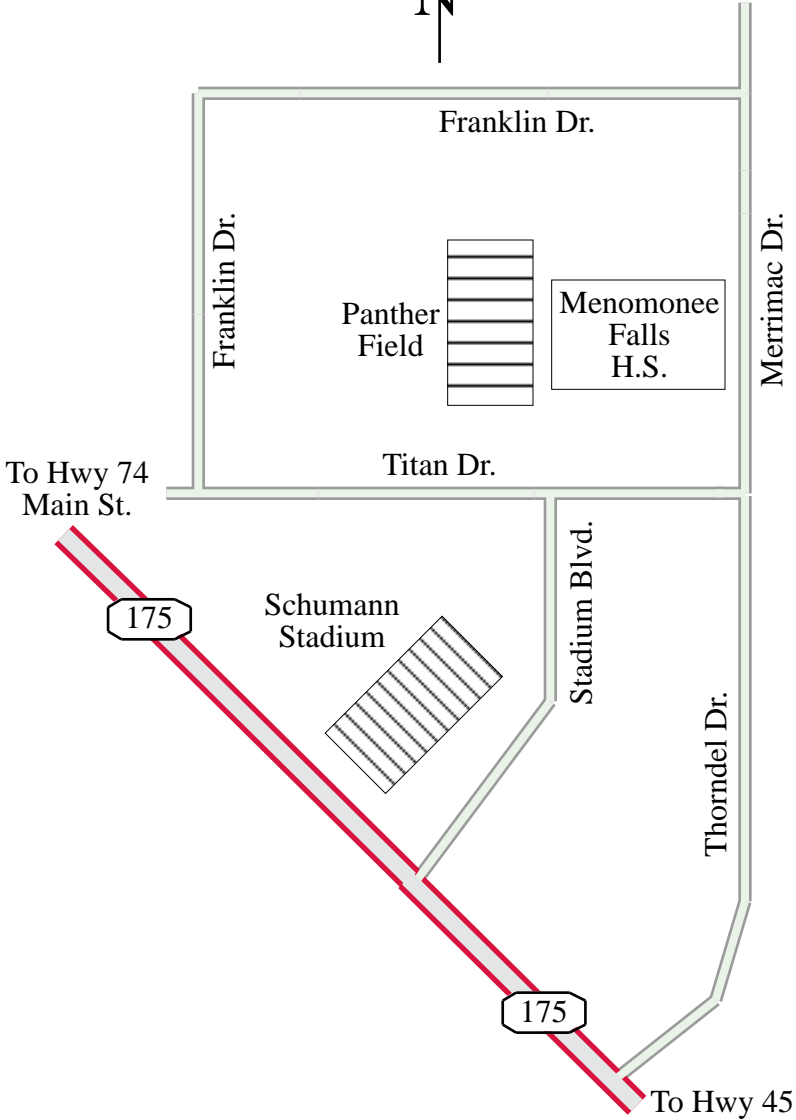 N
Franklin Dr.
Franklin Dr.
Merrimac Dr.
Panther
Field
Menomonee
Falls
H.S.
Titan Dr.
To Hwy 74
Main St.
175
Schumann
Stadium
Stadium Blvd.
Thorndel Dr.
175
To Hwy 45